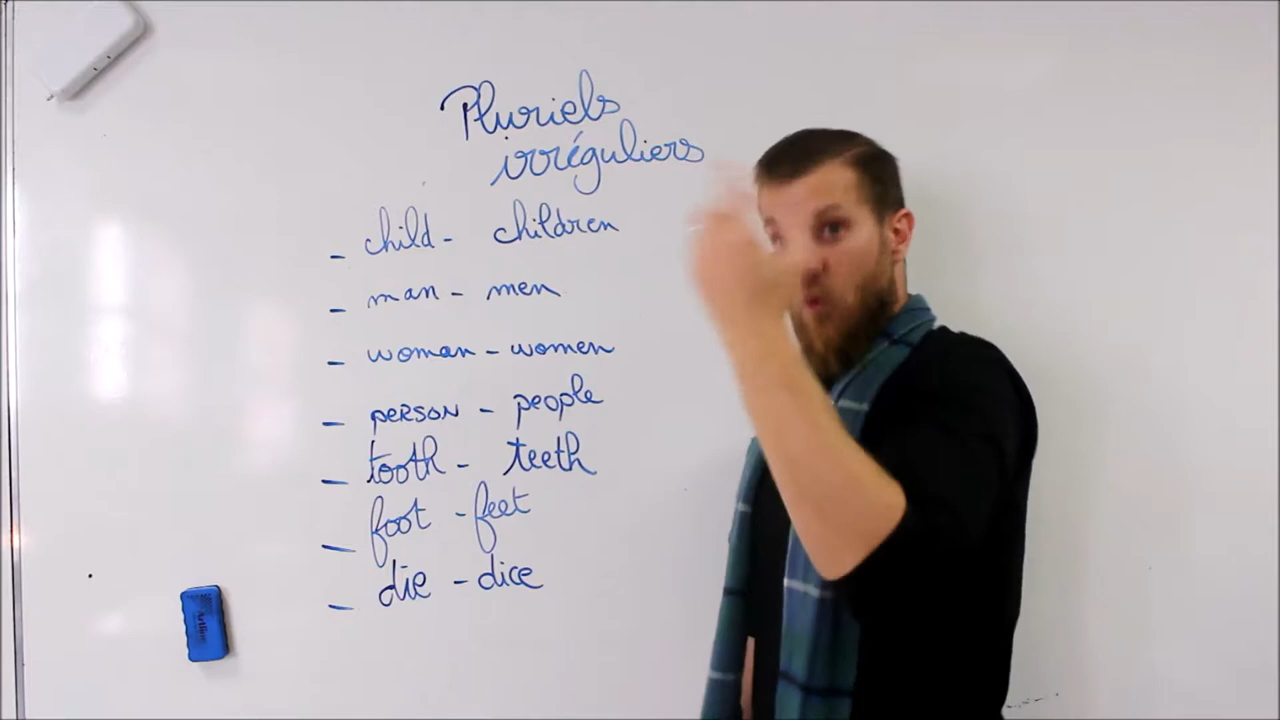 Pluriels
irréguliers
- child - children
- man - men
- woman - women
- person - people
- tooth - teeth
- foot - feet
- die - dice